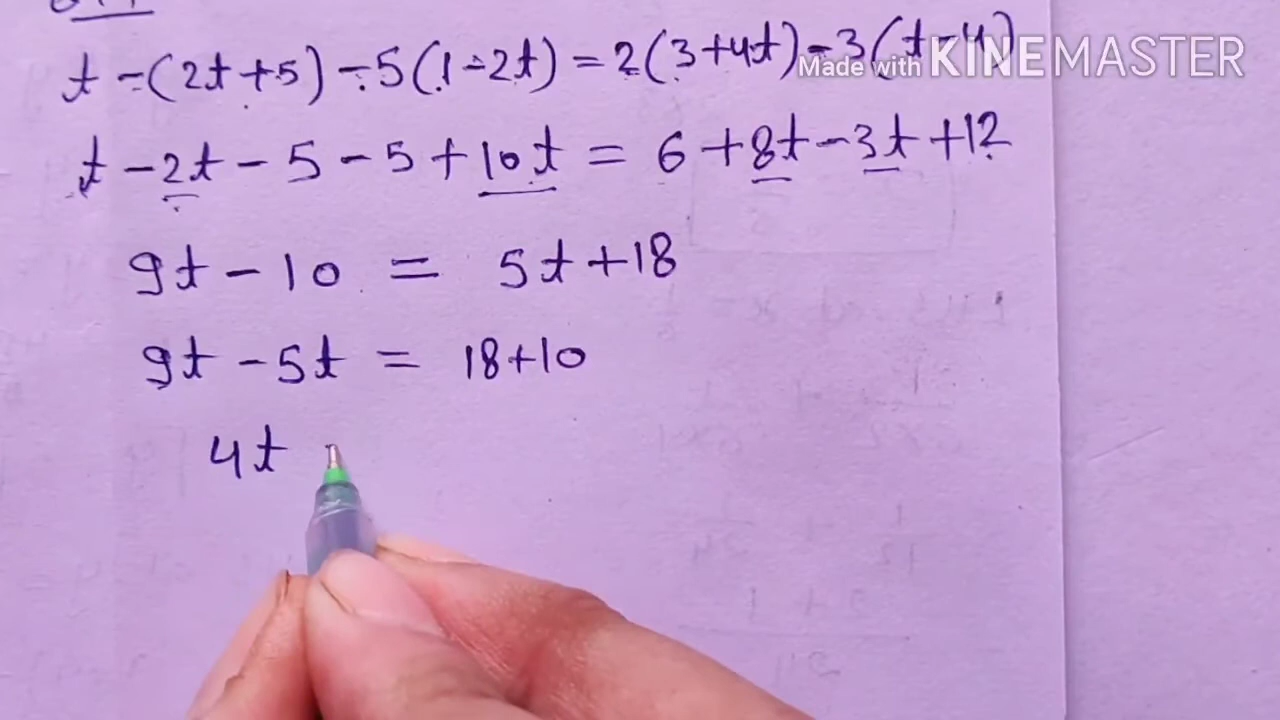 t-(2t+5)-5(1-2t)=2(3+4t)-3(t-4)
Made with KINEMASTER
t-2t-5-5+10t=6+8t-3t+12
9t-10=5t+18
9t-5t=18+10
4t